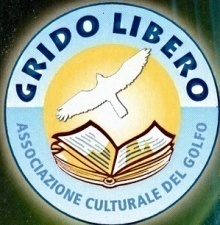 GRIDO LIBERO
ASSOCIAZIONE CULTURALE DEL GOLFO